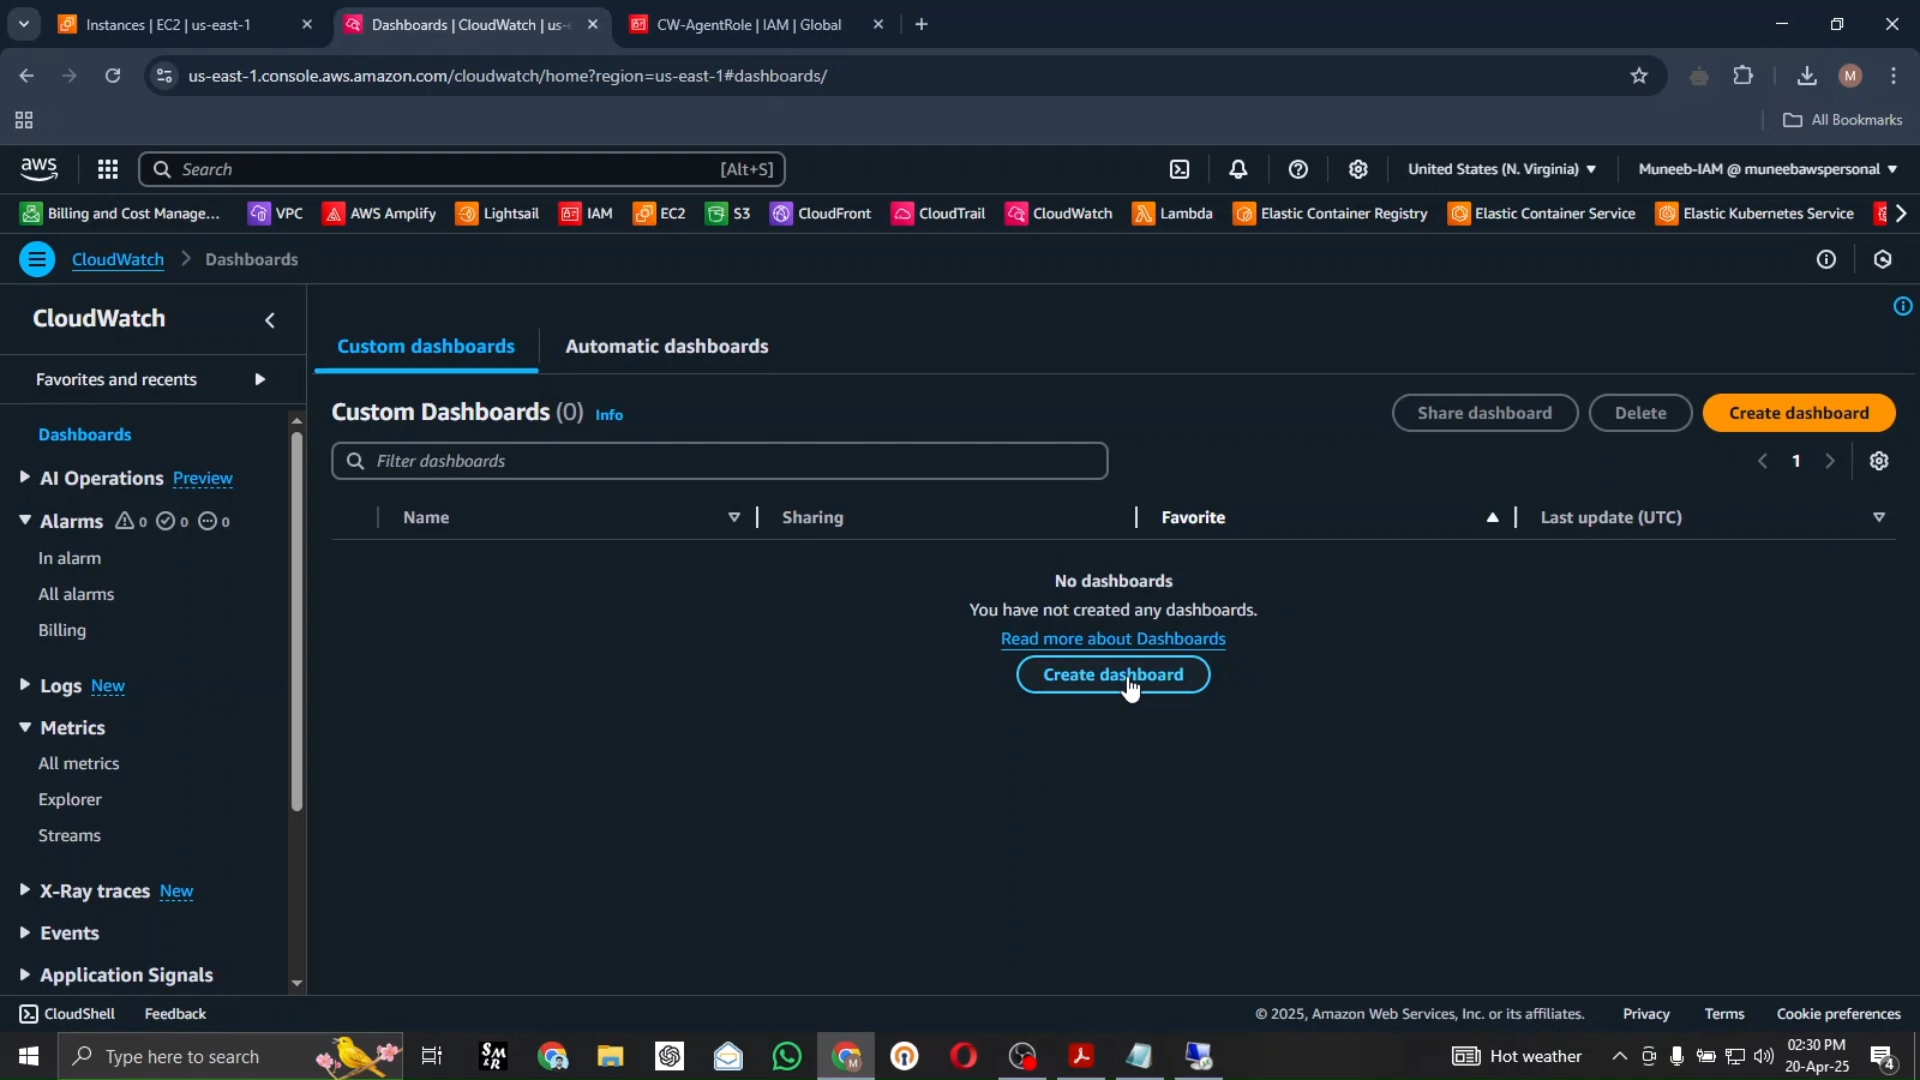 Instances | EC2 | us-east-1
Dashboards | CloudWatch | us-e
CW-AgentRole | IAM | Global
us-east-1.console.aws.amazon.com/cloudwatch/home?region=us-east-1#dashboards/
M
All Bookmarks
aws
Search
[Alt+S]
United States (N. Virginia)
Muneeb-IAM @ muneebawspersonal
Billing and Cost Manage...
VPC
AWS Amplify
Lightsail
IAM
EC2
S3
CloudFront
CloudTrail
CloudWatch
Lambda
Elastic Container Registry
Elastic Container Service
Elastic Kubernetes Service
CloudWatch
Dashboards
CloudWatch
Favorites and recents
Dashboards
AI Operations Preview
Alarms 0 0 0
In alarm
All alarms
Billing
Logs New
Metrics
All metrics
Explorer
Streams
X-Ray traces New
Events
Application Signals
Custom dashboards
Automatic dashboards
Custom Dashboards (0) Info
Share dashboard
Delete
Create dashboard
Filter dashboards
1
Name
Sharing
Favorite
Last update (UTC)
No dashboards
You have not created any dashboards.
Read more about Dashboards
Create dashboard
CloudShell
Feedback
© 2025, Amazon Web Services, Inc. or its affiliates.
Privacy
Terms
Cookie preferences
Type here to search
SM
R
M
Hot weather
02:30 PM
20-Apr-25
4